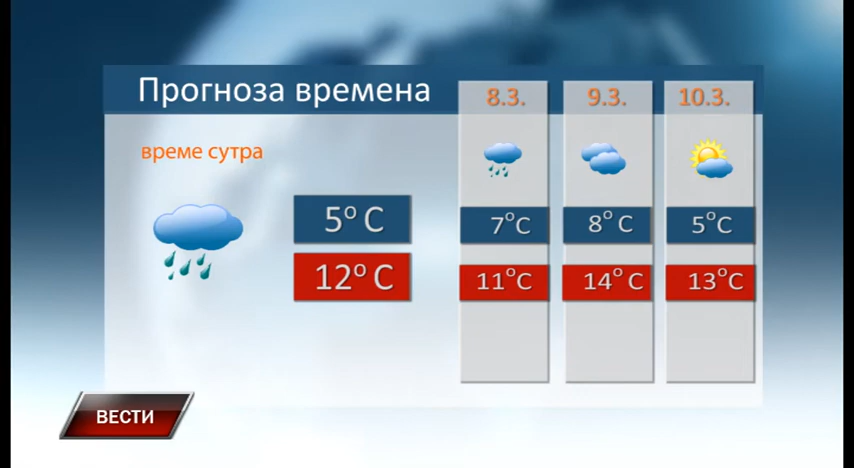 Прогноза времена
време сутра
5° C
12° C
8.3.
7°C
11°C
9.3.
8° C
14° C
10.3.
5°C
13°C
ВЕСТИ